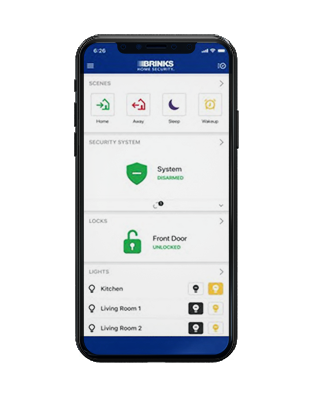 6:26
BRINKS
HOME SECURITY.
SCENES
Home Away Sleep Wakeup
SECURITY SYSTEM
System
DISARMED
1
LOCKS
Front Door
UNLOCKED
LIGHTS
Kitchen
Living Room 1
Living Room 2